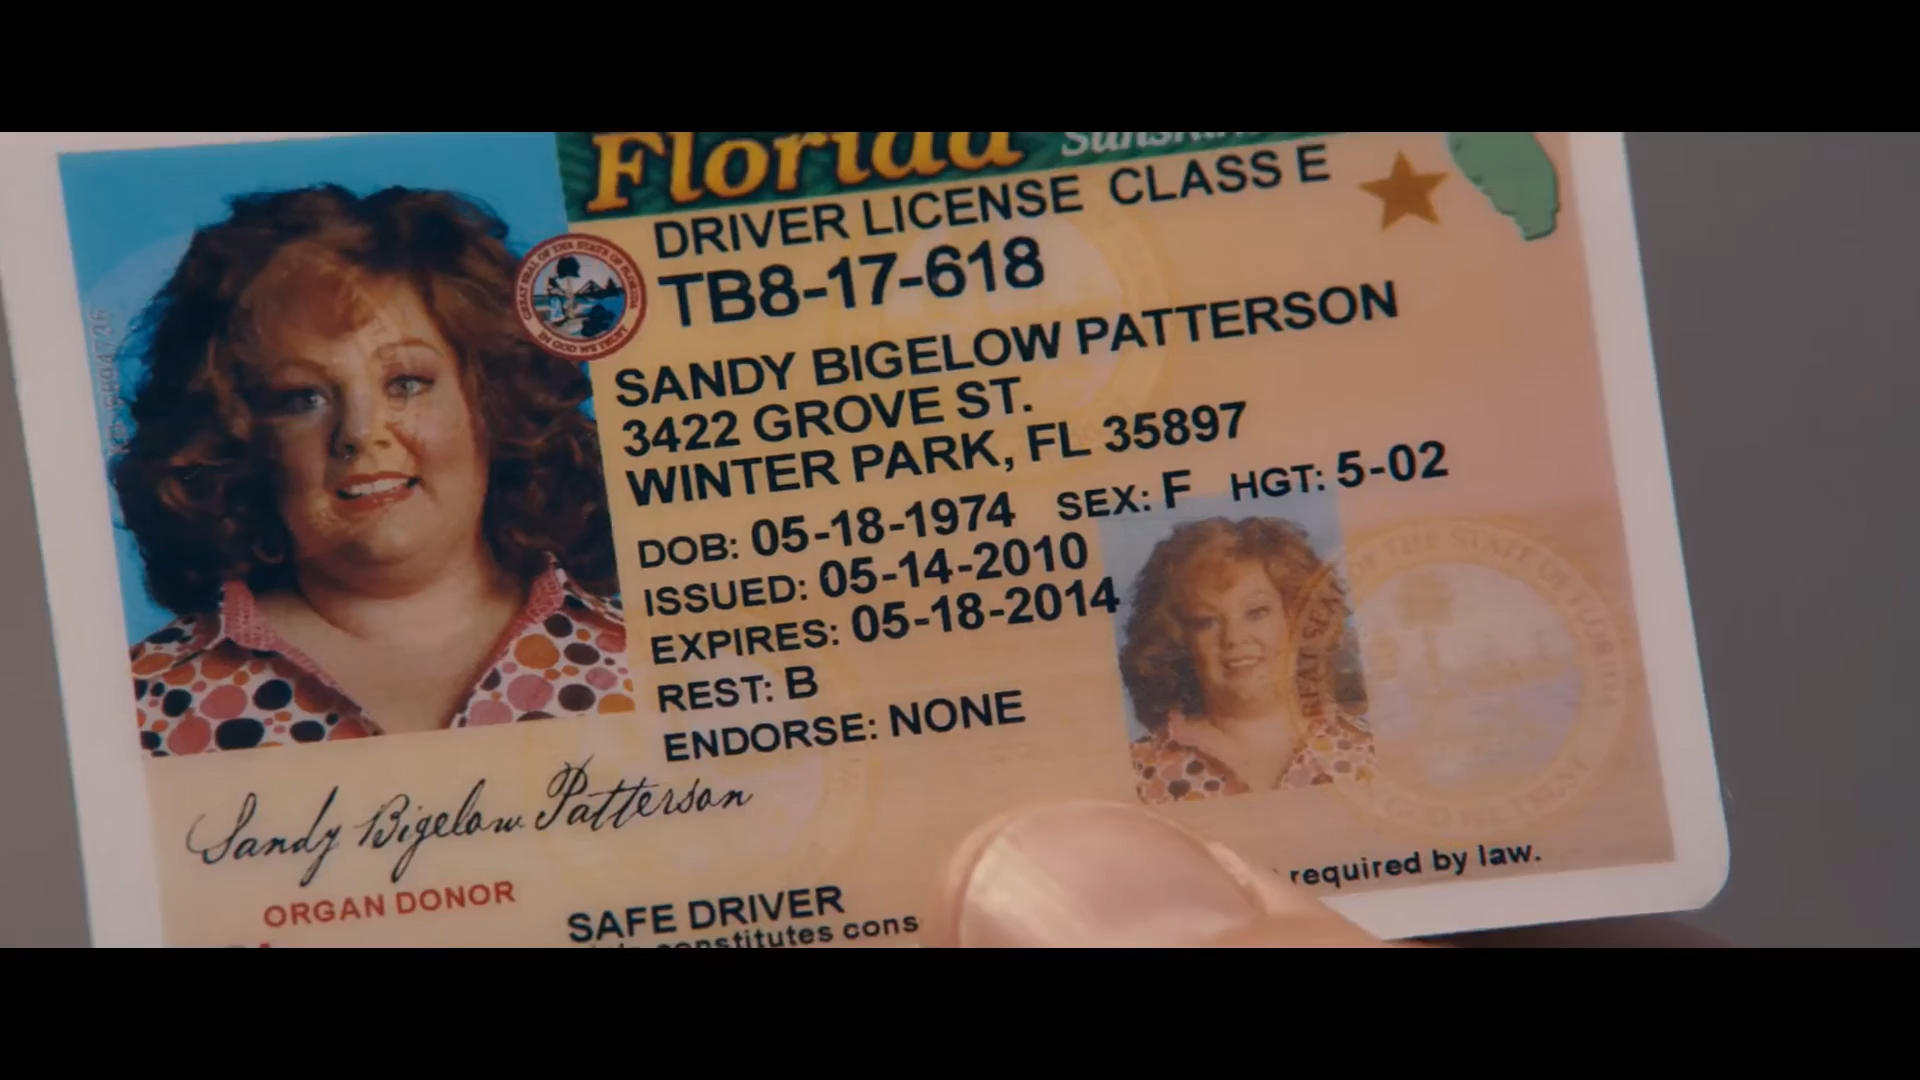 Florida
DRIVER LICENSE CLASS E
TB8-17-618
SANDY BIGELOW PATTERSON
3422 GROVE ST.
WINTER PARK, FL 35897
DOB: 05-18-1974 SEX: F HGT: 5-02
ISSUED: 05-14-2010
EXPIRES: 05-18-2014
REST: B
ENDORSE: NONE
Sandy Bigelow Patterson
ORGAN DONOR
SAFE DRIVER
constitutes cons
required by law.